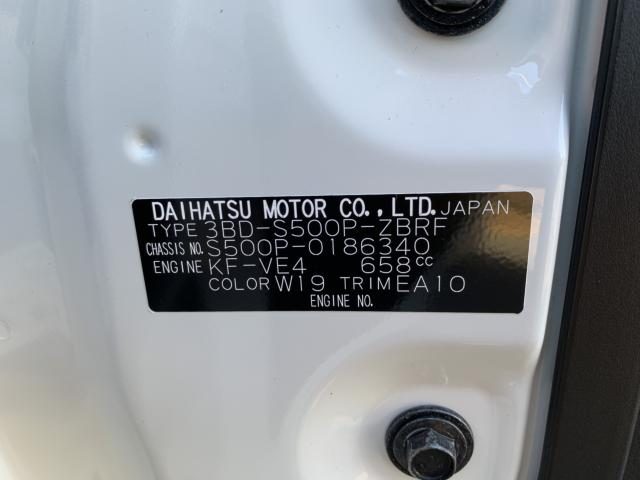 DAIHATSU MOTOR CO., LTD. JAPAN
TYPE 3BD-S500P-ZBRF
CHASSIS NO. S500P-0186340
ENGINE KF-VE4 658cc
COLOR W19 TRIM EA10
ENGINE NO.